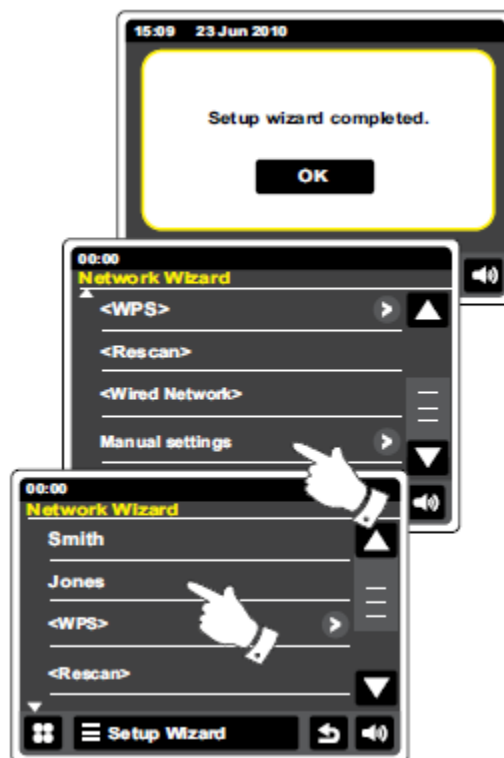 15:09 23 Jun 2010
Setup wizard completed.
OK
00:00
Network Wizard
<WPS>
<Rescan>
<Wired Network>
Manual settings
00:00
Network Wizard
Smith
Jones
<WPS>
<Rescan>
Setup Wizard